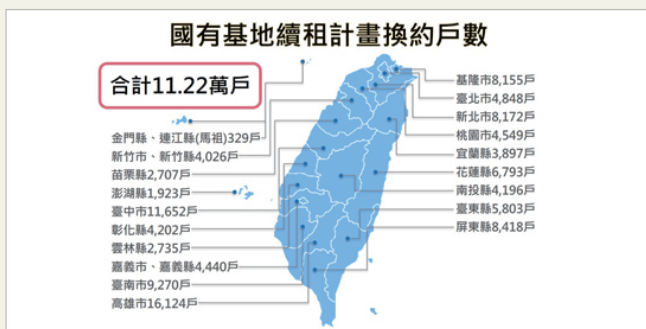 國有基地續租計畫換約戶數
合計11.22萬戶
金門縣、連江縣(馬祖)329戶
新竹市、新竹縣4,026戶
苗栗縣2,707戶
澎湖縣1,923戶
臺中市11,652戶
彰化縣4,202戶
雲林縣2,735戶
嘉義市、嘉義縣4,440戶
臺南市9,270戶
高雄市16,124戶
基隆市8,155戶
臺北市4,848戶
新北市8,172戶
桃園市4,549戶
宜蘭縣3,897戶
花蓮縣6,793戶
南投縣4,196戶
臺東縣5,803戶
屏東縣8,418戶